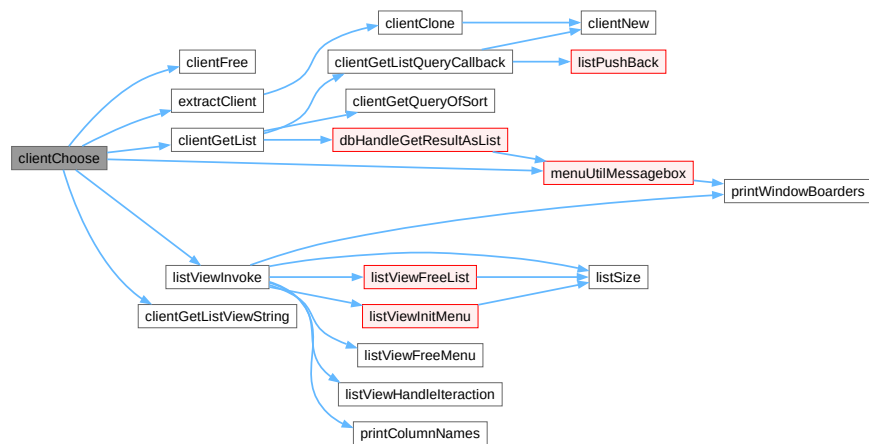 clientClone
clientNew
clientFree
clientGetListQueryCallback
listPushBack
extractClient
clientGetQueryOfSort
clientGetList
dbHandleGetResultAsList
clientChoose
menuUtilMessagebox
printWindowBoarders
listViewInvoke
listViewFreeList
listSize
clientGetListViewString
listViewInitMenu
listViewFreeMenu
listViewHandleIteraction
printColumnNames